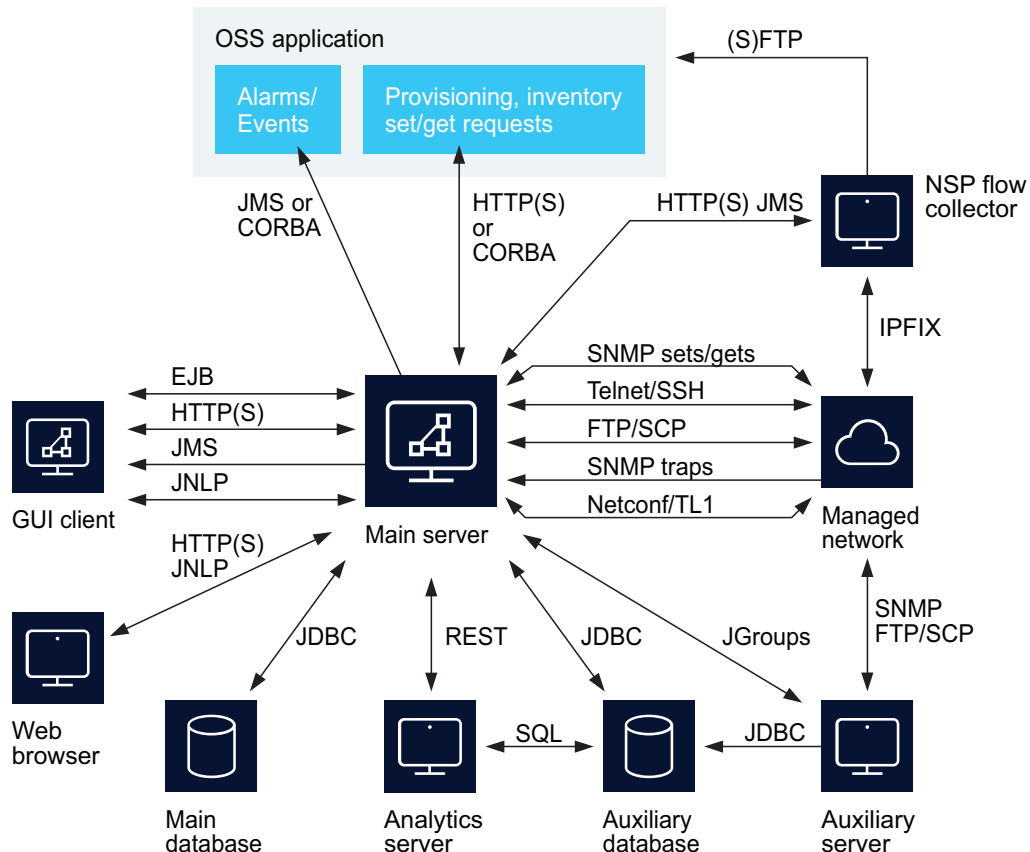 OSS application
(S)FTP
Alarms/
Events
Provisioning, inventory
set/get requests
NSP flow
collector
JMS or
CORBA
HTTP(S)
or
CORBA
HTTP(S) JMS
IPFIX
EJB
HTTP(S)
JMS
JNLP
GUI client
SNMP sets/gets
Telnet/SSH
FTP/SCP
SNMP traps
Netconf/TL1
Main server
Managed
network
HTTP(S)
JNLP
JDBC
REST
JDBC
JGroups
SNMP
FTP/SCP
Web
browser
SQL
JDBC
Main
database
Analytics
server
Auxiliary
database
Auxiliary
server